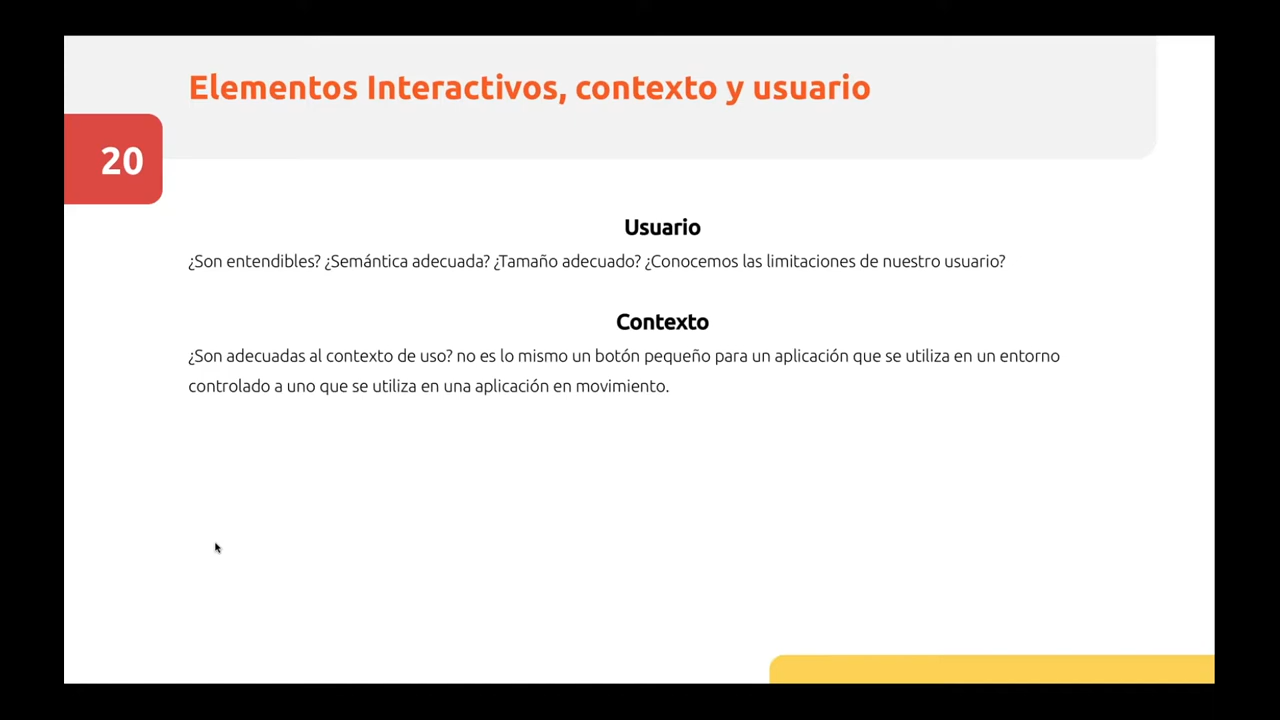 Elementos Interactivos, contexto y usuario
20
Usuario
¿Son entendibles? ¿Semántica adecuada? ¿Tamaño adecuado? ¿Conocemos las limitaciones de nuestro usuario?
Contexto
¿Son adecuadas al contexto de uso? no es lo mismo un botón pequeño para un aplicación que se utiliza en un entorno
controlado a uno que se utiliza en una aplicación en movimiento.